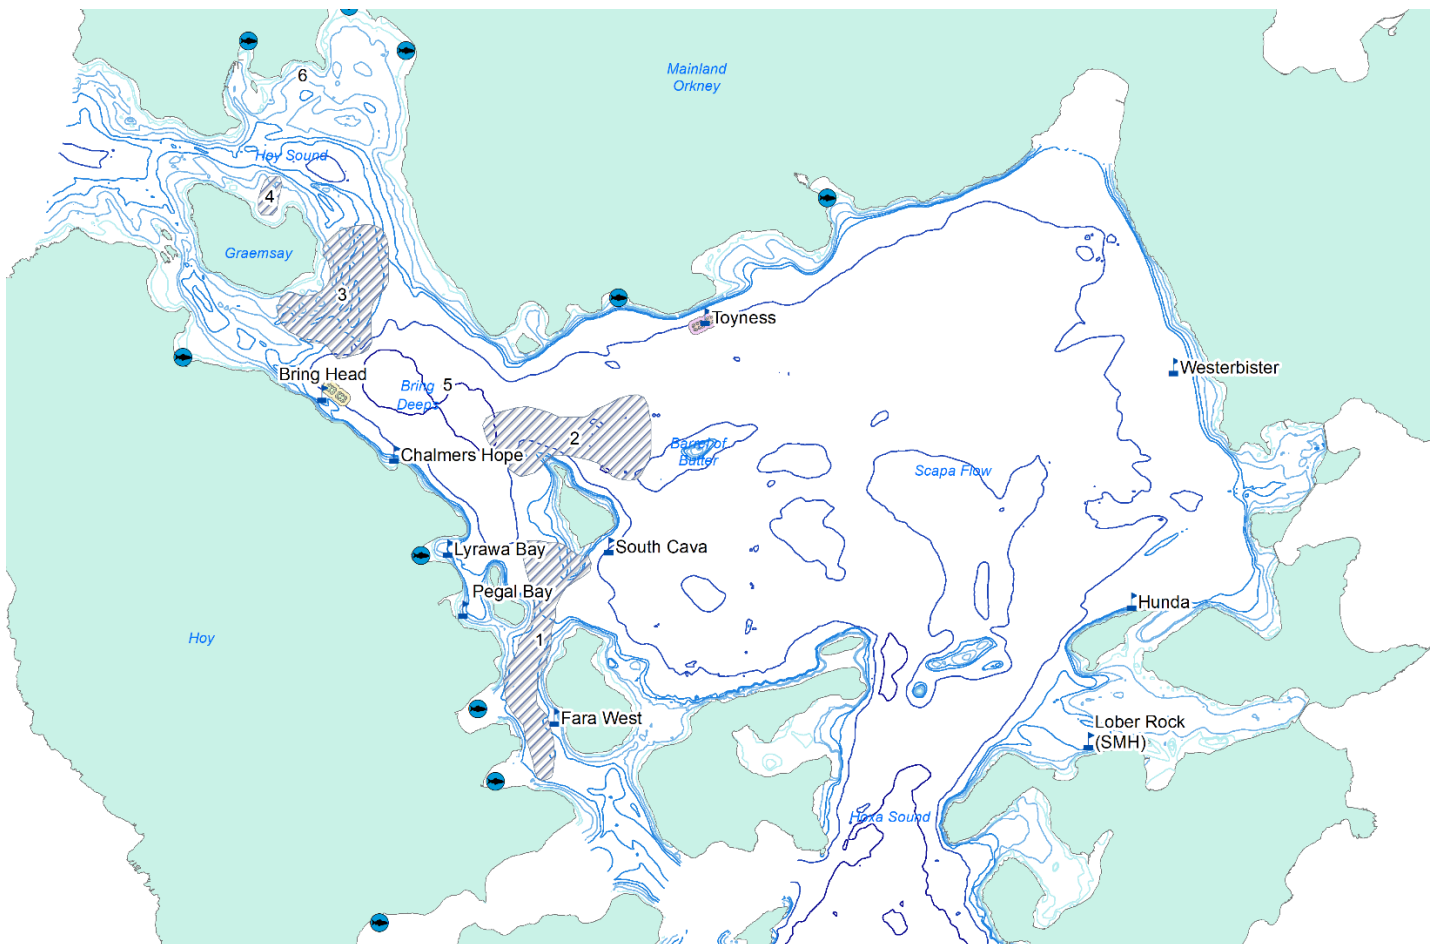 Mainland
Orkney
6
Hoy Sound
4
Graemsay
3
Toyness
Bring Head
Bring
Deeps
5
Westerbister
2
Barrel of
Butter
Chalmers Hope
Scapa Flow
Lyrawa Bay
South Cava
Pegal Bay
Hunda
Hoy
1
Fara West
Lober Rock
(SMH)
Hoxa Sound